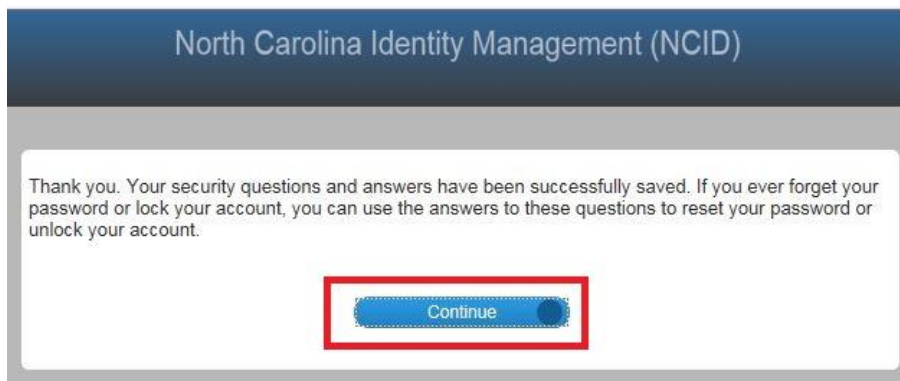 North Carolina Identity Management (NCID)
Thank you. Your security questions and answers have been successfully saved. If you ever forget your
password or lock your account, you can use the answers to these questions to reset your password or
unlock your account.
Continue